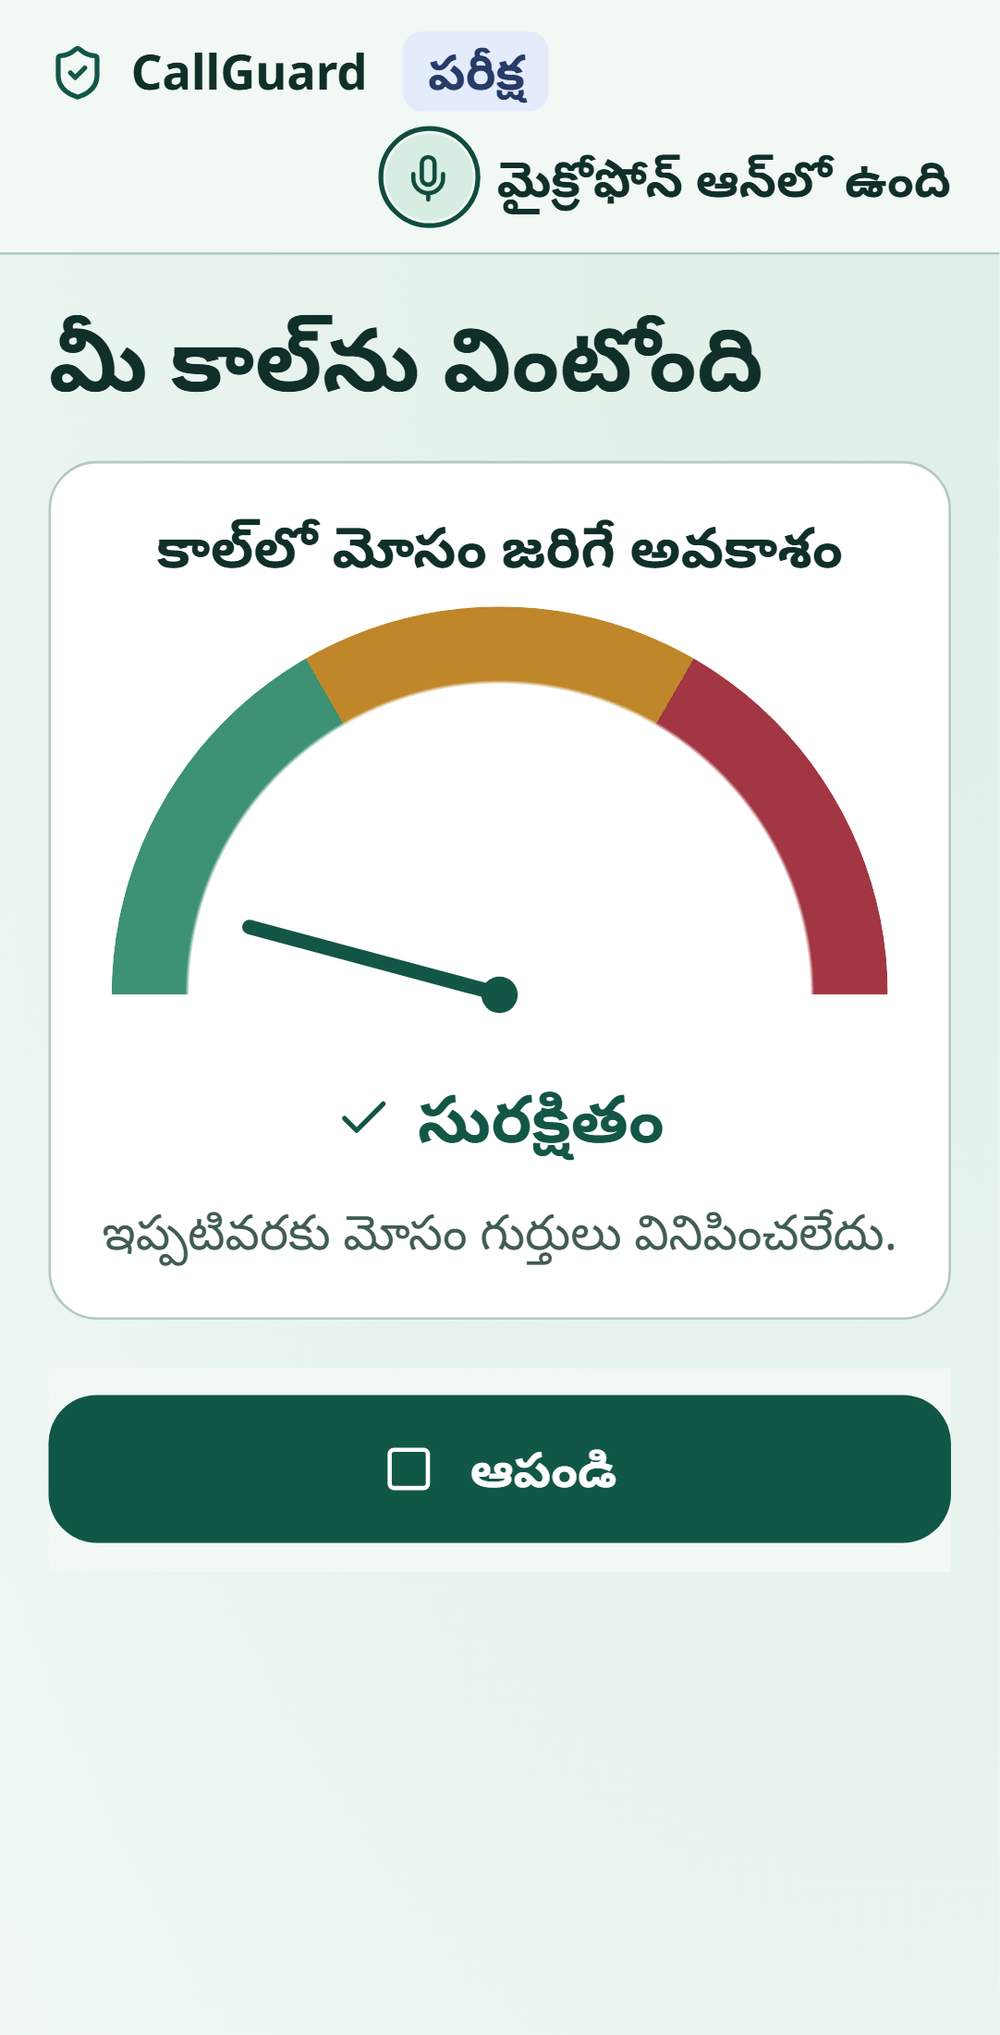 CallGuard పరీక్ష
మైక్రోఫోన్ ఆన్‌లో ఉంది
మీ కాల్‌ను వింటోంది
కాల్‌లో మోసం జరిగే అవకాశం
సురక్షితం
ఇప్పటివరకు మోసం గుర్తులు వినిపించలేదు.
ఆపండి